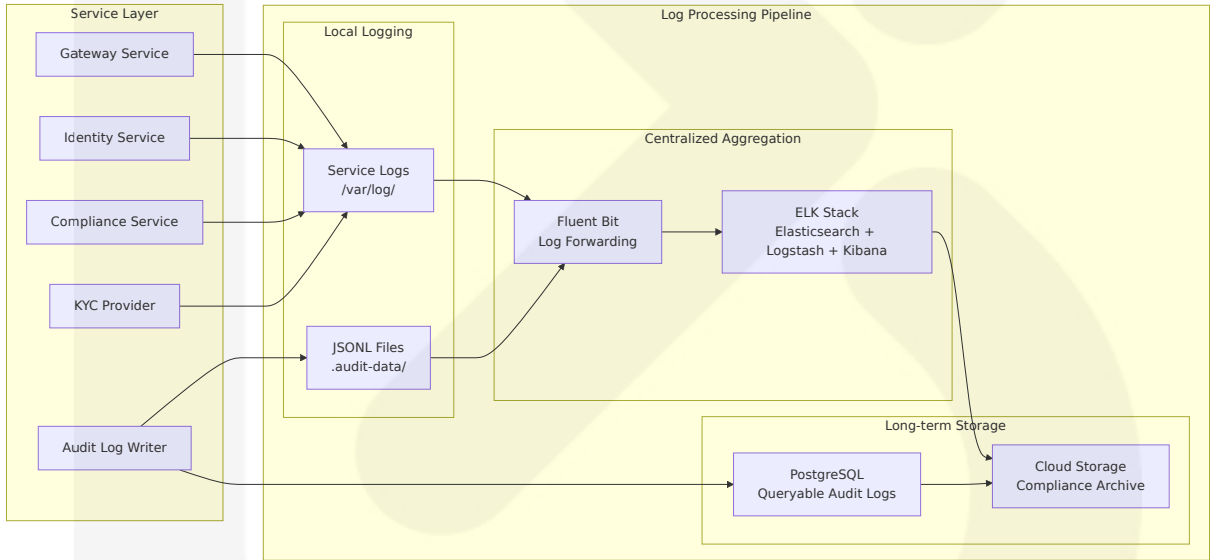 Service Layer
Gateway Service
Identity Service
Compliance Service
KYC Provider
Audit Log Writer
Log Processing Pipeline
Local Logging
Service Logs
/var/log/
JSONL Files
.audit-data/
Centralized Aggregation
Fluent Bit
Log Forwarding
ELK Stack
Elasticsearch +
Logstash + Kibana
Long-term Storage
PostgreSQL
Queryable Audit Logs
Cloud Storage
Compliance Archive